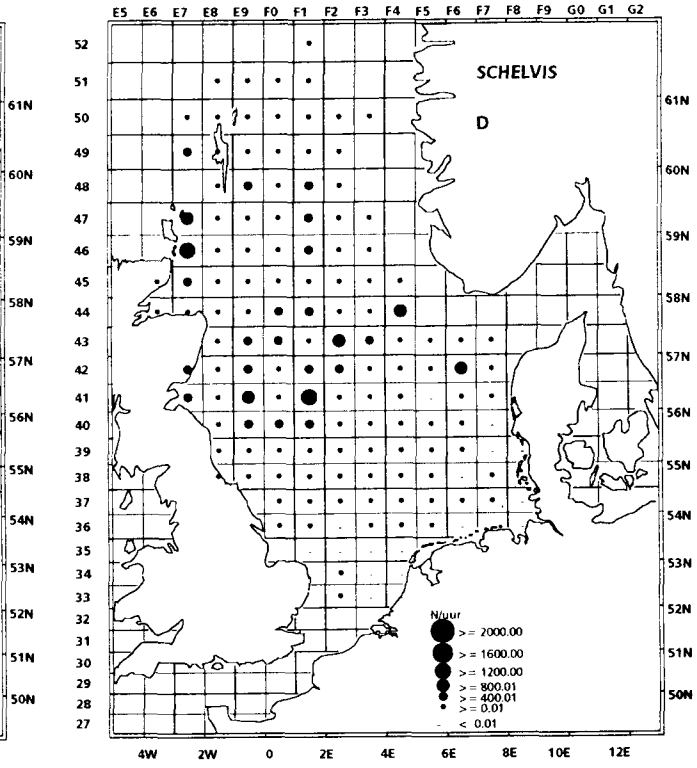 E5 E6 E7 E8 E9 F0 F1 F2 F3 F4 F5 F6 F7 F8 F9 G0 G1 G2
52
51
50
49
48
47
46
45
44
43
42
41
40
39
38
37
36
35
34
33
32
31
30
29
28
27
61N
60N
59N
58N
57N
56N
55N
54N
53N
52N
51N
50N
SCHELVIS
D
61N
60N
59N
58N
57N
56N
55N
54N
53N
52N
51N
50N
N/uur
>= 2000.00
>= 1600.00
>= 1200.00
>= 800.01
>= 400.01
>= 0.01
< 0.01
4W 2W 0 2E 4E 6E 8E 10E 12E